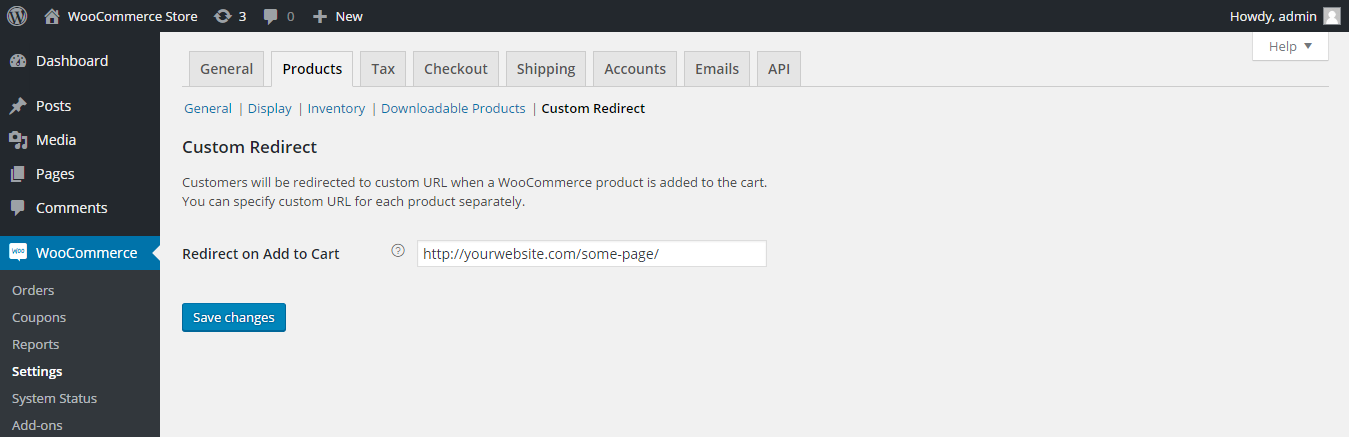 WooCommerce Store 3 0 New Howdy, admin
Help
Dashboard
Posts
Media
Pages
Comments
WooCommerce
Orders
Coupons
Reports
Settings
System Status
Add-ons
General Products Tax Checkout Shipping Accounts Emails API
General | Display | Inventory | Downloadable Products | Custom Redirect
Custom Redirect
Customers will be redirected to custom URL when a WooCommerce product is added to the cart.
You can specify custom URL for each product separately.
Redirect on Add to Cart ? http://yourwebsite.com/some-page/
Save changes